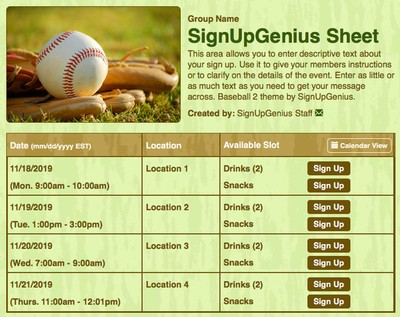 Group Name
SignUpGenius Sheet
This area allows you to enter descriptive text about
your sign up. Use it to give your members instructions
or to clarify on the details of the event. Enter as little or
as much text as you need to get your message
across. Baseball 2 theme by SignUpGenius.
Created by: SignUpGenius Staff
Date (mm/dd/yyyy EST) Location Available Slot Calendar View
11/18/2019 Location 1 Drinks (2) Sign Up
(Mon. 9:00am - 10:00am) Snacks Sign Up
11/19/2019 Location 2 Drinks (2) Sign Up
(Tue. 1:00pm - 3:00pm) Snacks Sign Up
11/20/2019 Location 3 Drinks (2) Sign Up
(Wed. 7:00am - 9:00am) Snacks Sign Up
11/21/2019 Location 4 Drinks (2) Sign Up
(Thurs. 11:00am - 12:01pm) Snacks Sign Up